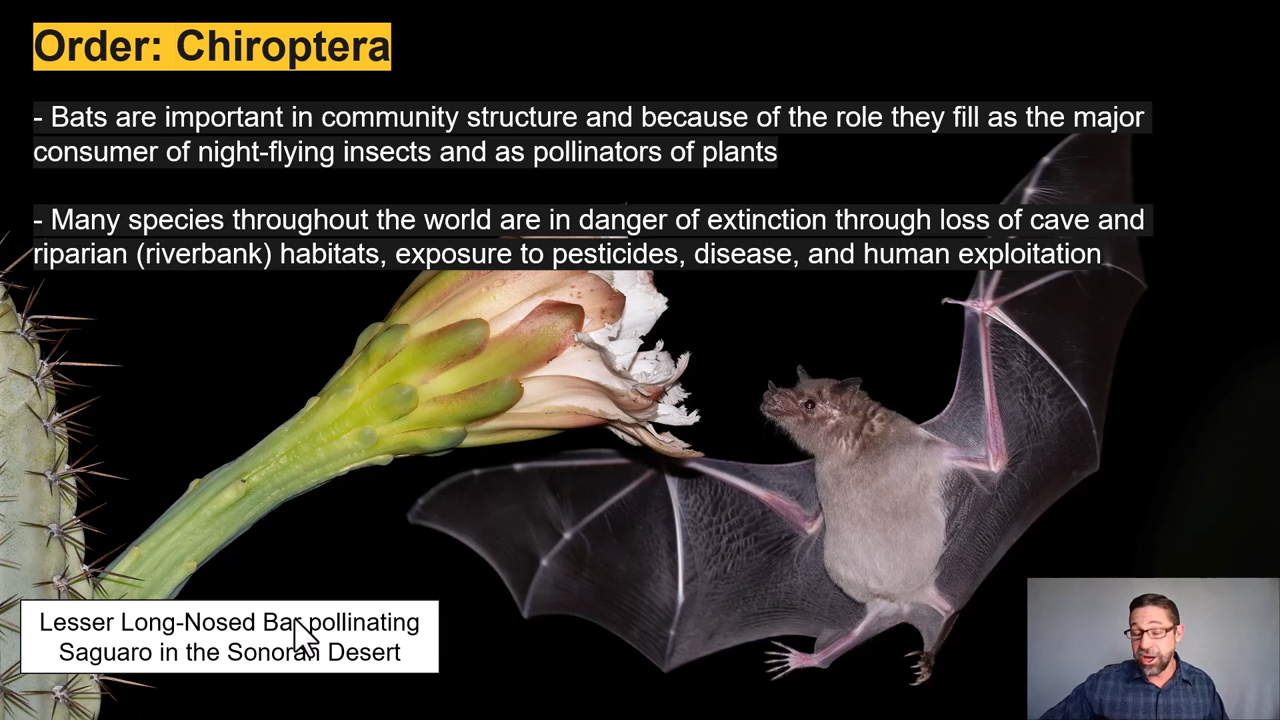 Order: Chiroptera
- Bats are important in community structure and because of the role they fill as the major
consumer of night-flying insects and as pollinators of plants
- Many species throughout the world are in danger of extinction through loss of cave and
riparian (riverbank) habitats, exposure to pesticides, disease, and human exploitation
Lesser Long-Nosed Bat pollinating
Saguaro in the Sonoran Desert